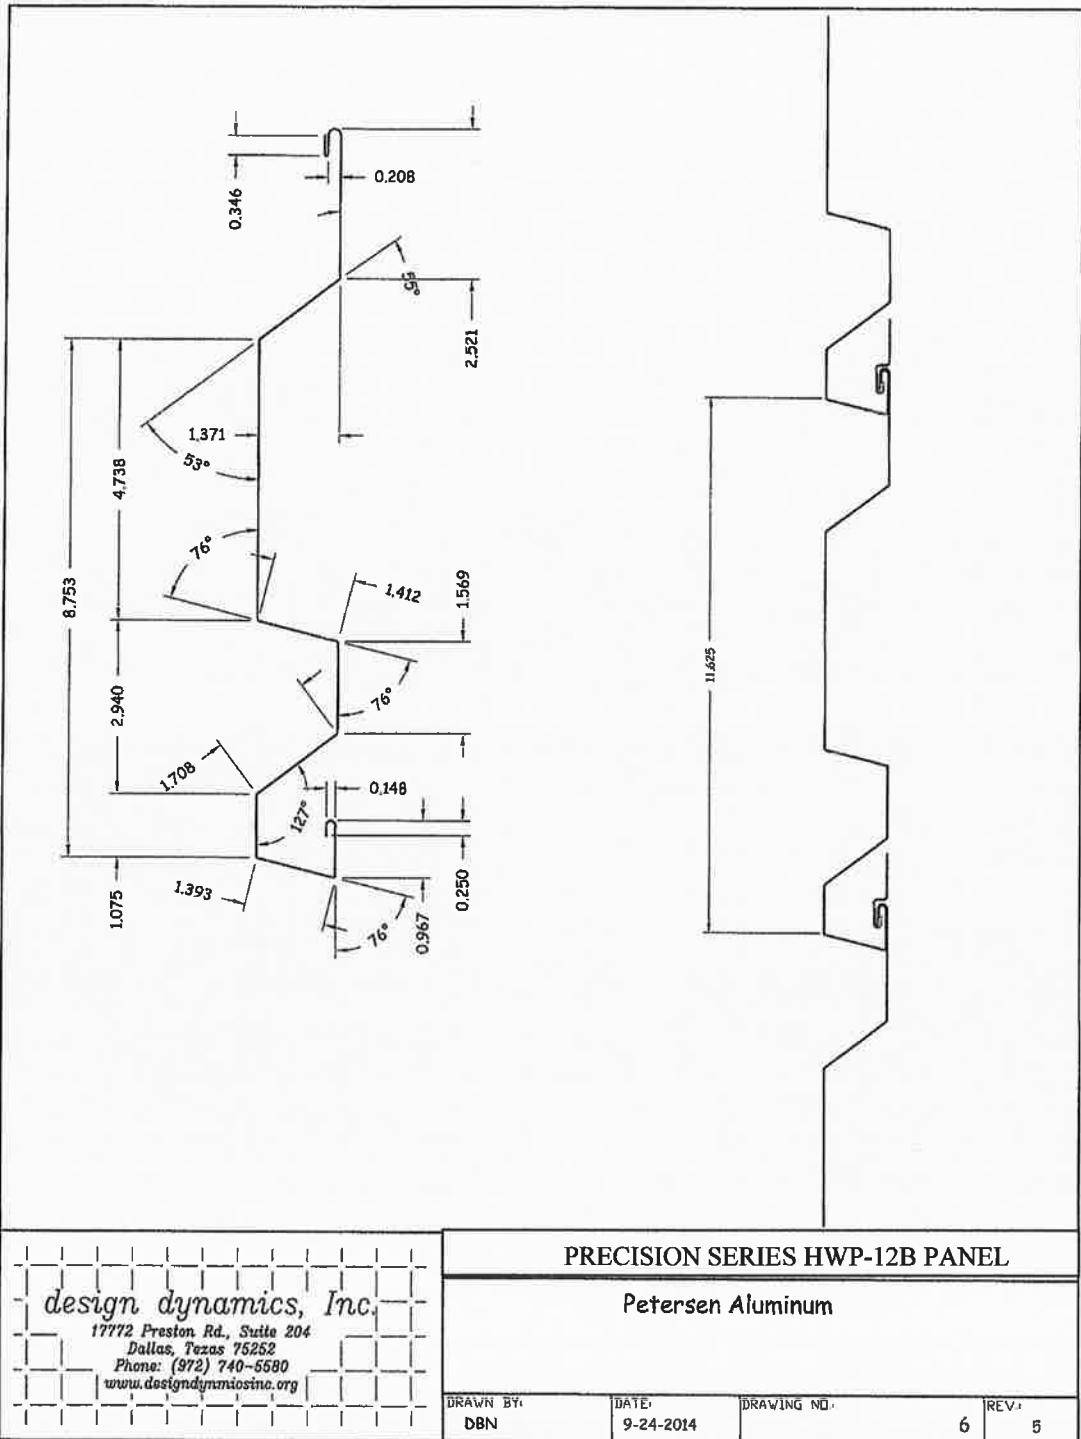 0.346
0.208
55°
2.521
8.753
4.738
1.371
53°
76°
1.412
1.569
2.940
76°
1.708
127°
0.148
1.075
1.393
76°
0.967
0.250
11.625
design dynamics, Inc.
17772 Preston Rd., Suite 204
Dallas, Texas 75252
Phone: (972) 740-5580
www.designdynmiosinc.org
PRECISION SERIES HWP-12B PANEL
Petersen Aluminum
DRAWN BY:
DBN
DATE:
9-24-2014
DRAWING NO.:
6
REV.:
5